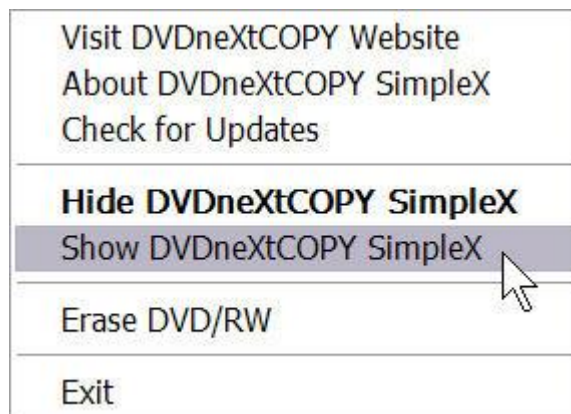 Visit DVDneXtCOPY Website
About DVDneXtCOPY SimpleX
Check for Updates
Hide DVDneXtCOPY SimpleX
Show DVDneXtCOPY SimpleX
Erase DVD/RW
Exit